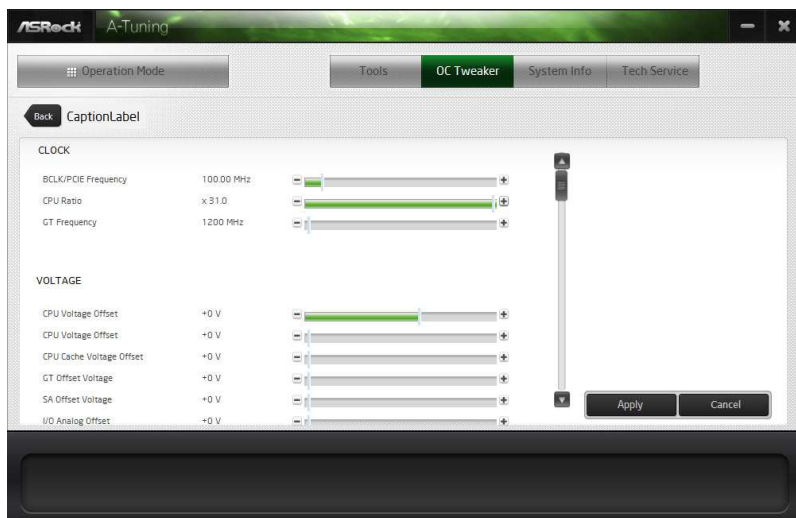 ASRock A-Tuning
Operation Mode Tools OC Tweaker System Info Tech Service
Back CaptionLabel
CLOCK
BCLK/PCIE Frequency 100.00 MHz
CPU Ratio x 31.0
GT Frequency 1200 MHz
VOLTAGE
CPU Voltage Offset +0 V
CPU Voltage Offset +0 V
CPU Cache Voltage Offset +0 V
GT Offset Voltage +0 V
SA Offset Voltage +0 V
I/O Analog Offset +0 V
Apply Cancel